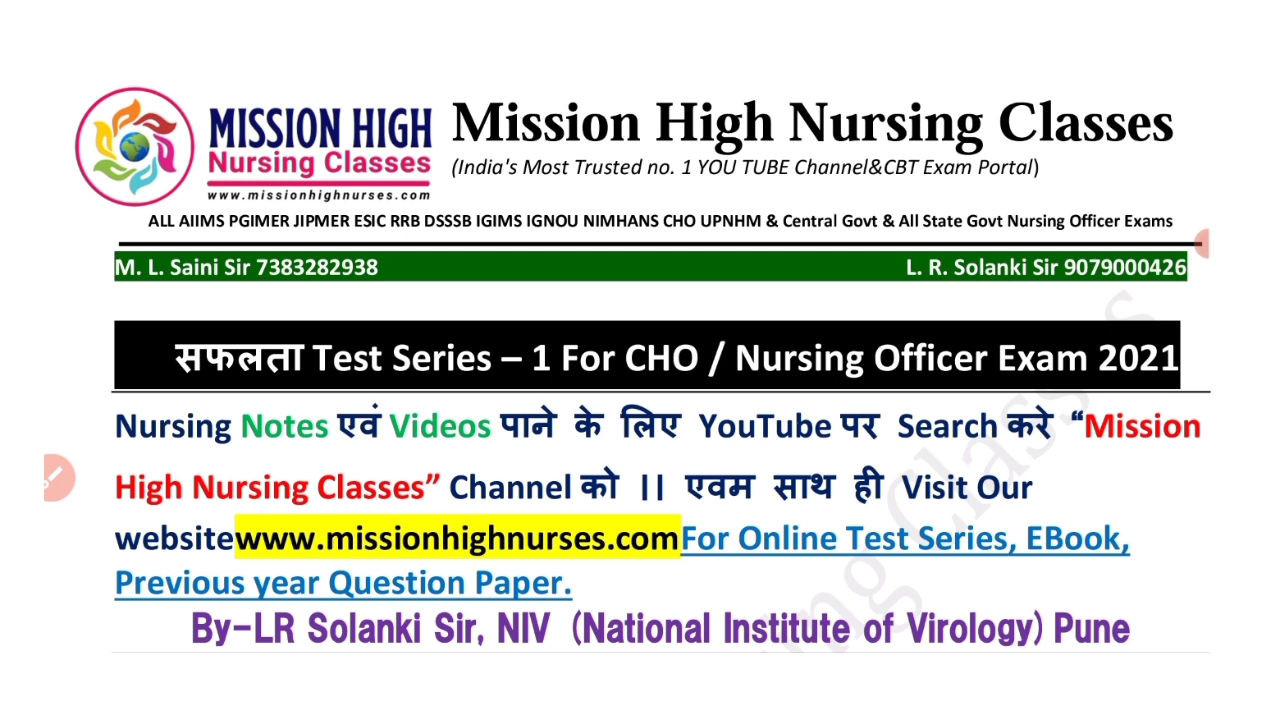 MISSION HIGH
Nursing Classes
www.missionhighnurses.com
Mission High Nursing Classes
(India's Most Trusted no. 1 YOU TUBE Channel&CBT Exam Portal)
ALL AIIMS PGIMER JIPMER ESIC RRB DSSSB IGIMS IGNOU NIMHANS CHO UPNHM & Central Govt & All State Govt Nursing Officer Exams
M. L. Saini Sir 7383282938 L. R. Solanki Sir 9079000426
सफलता Test Series – 1 For CHO / Nursing Officer Exam 2021
Nursing Notes एवं Videos पाने के लिए YouTube पर Search करे “Mission
High Nursing Classes” Channel को || एवम साथ ही Visit Our
websitewww.missionhighnurses.comFor Online Test Series, EBook,
Previous year Question Paper.
By-LR Solanki Sir, NIV (National Institute of Virology) Pune